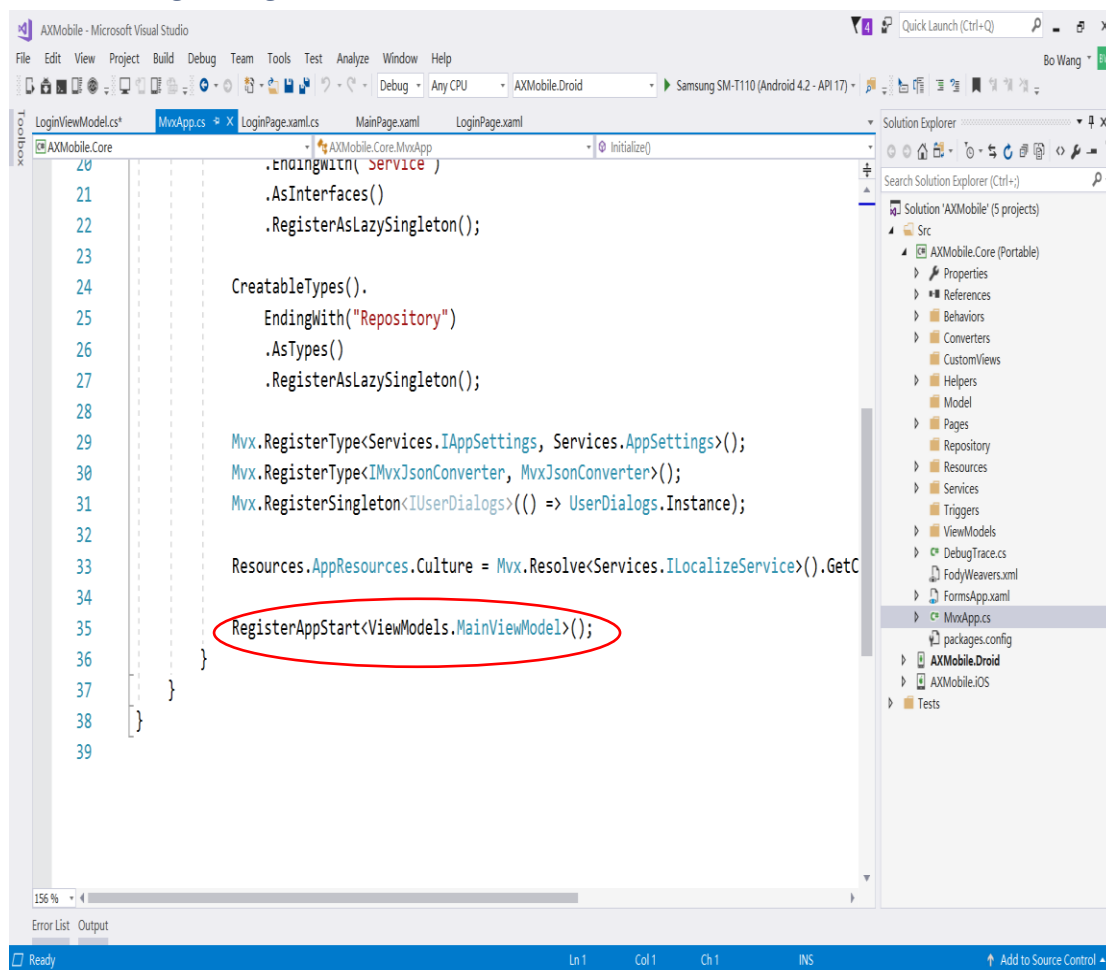 AXMobile - Microsoft Visual Studio
4
Quick Launch (Ctrl+Q)
File Edit View Project Build Debug Team Tools Test Analyze Window Help
Bo Wang
Debug Any CPU AXMobile.Droid Samsung SM-T110 (Android 4.2 - API 17)
Toolbox
LoginViewModel.cs* MvxApp.cs LoginPage.xaml.cs MainPage.xaml LoginPage.xaml
AXMobile.Core AXMobile.Core.MvxApp Initialize()
20 .EndingWith("Service")
21 .AsInterfaces()
22 .RegisterAsLazySingleton();
23
24 CreatableTypes().
25 EndingWith("Repository")
26 .AsTypes()
27 .RegisterAsLazySingleton();
28
29 Mvx.RegisterType<Services.IAppSettings, Services.AppSettings>();
30 Mvx.RegisterType<IMvxJsonConverter, MvxJsonConverter>();
31 Mvx.RegisterSingleton<IUserDialogs>(() => UserDialogs.Instance);
32
33 Resources.AppResources.Culture = Mvx.Resolve<Services.ILocalizeService>().GetC
34
35 RegisterAppStart<ViewModels.MainViewModel>();
36 }
37 }
38 }
39
156 %
Error List Output
Solution Explorer
Search Solution Explorer (Ctrl+;)
Solution 'AXMobile' (5 projects)
Src
AXMobile.Core (Portable)
Properties
References
Behaviors
Converters
CustomViews
Helpers
Model
Pages
Repository
Resources
Services
Triggers
ViewModels
DebugTrace.cs
FodyWeavers.xml
FormsApp.xaml
MvxApp.cs
packages.config
AXMobile.Droid
AXMobile.iOS
Tests
Ready Ln 1 Col 1 Ch 1 INS Add to Source Control